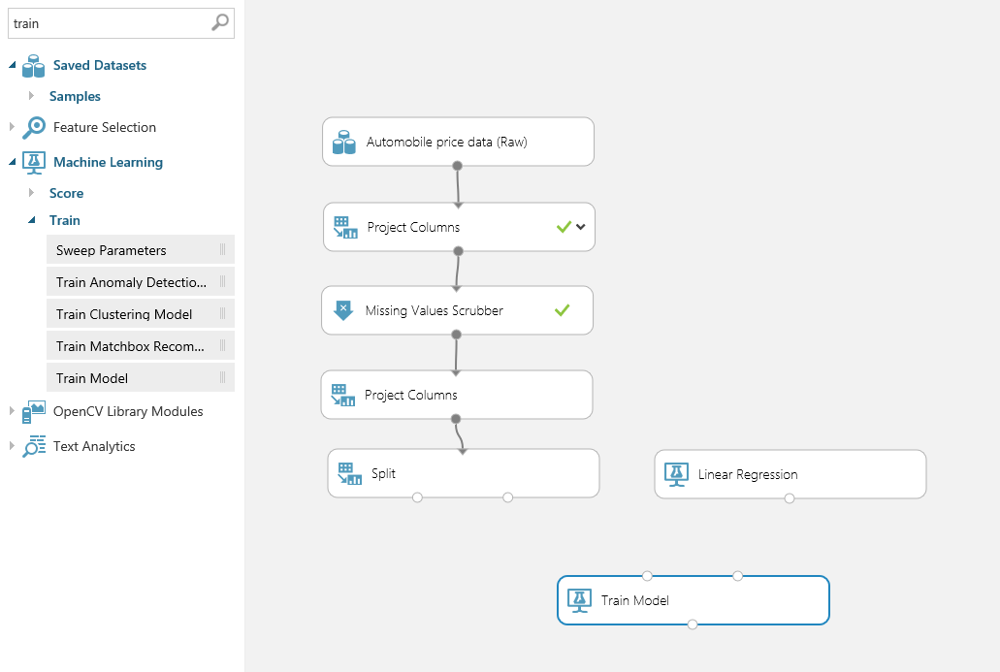 train
Saved Datasets
Samples
Feature Selection
Machine Learning
Score
Train
Sweep Parameters
Train Anomaly Detectio...
Train Clustering Model
Train Matchbox Recom...
Train Model
OpenCV Library Modules
Text Analytics
Automobile price data (Raw)
Project Columns
Missing Values Scrubber
Project Columns
Split
Linear Regression
Train Model